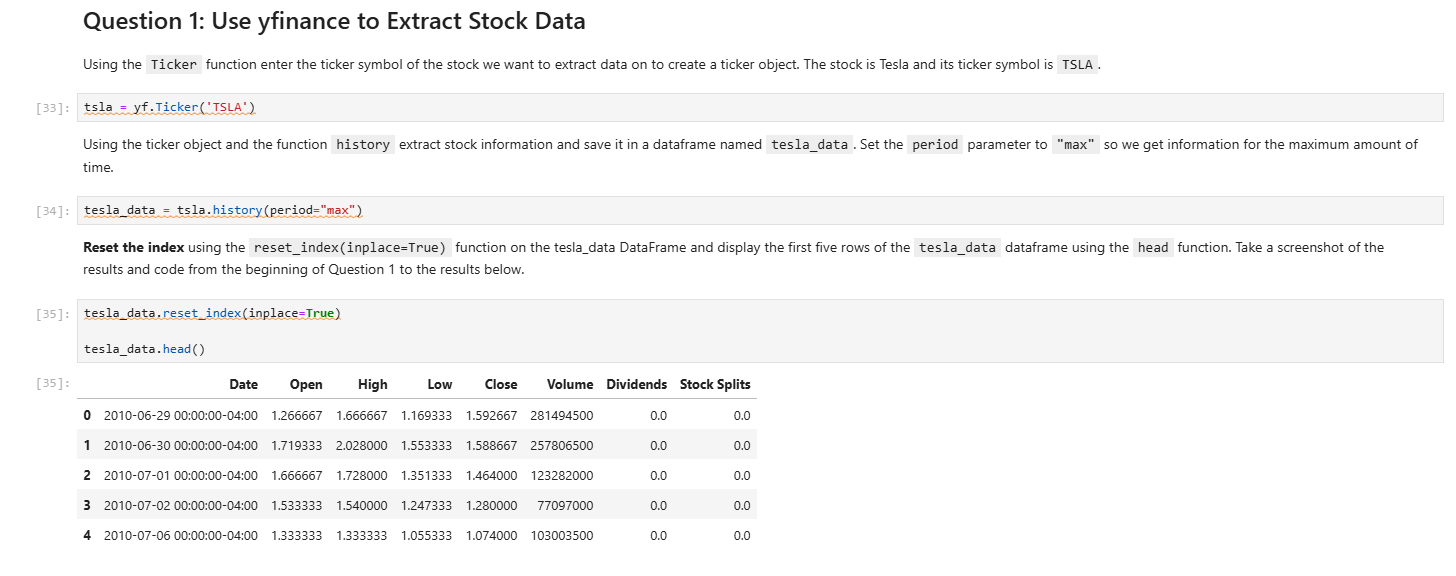 Question 1: Use yfinance to Extract Stock Data
Using the Ticker function enter the ticker symbol of the stock we want to extract data on to create a ticker object. The stock is Tesla and its ticker symbol is TSLA .
[33]: tsla = yf.Ticker('TSLA')
Using the ticker object and the function history extract stock information and save it in a dataframe named tesla_data . Set the period parameter to "max" so we get information for the maximum amount of
time.
[34]: tesla_data = tsla.history(period="max")
Reset the index using the reset_index(inplace=True) function on the tesla_data DataFrame and display the first five rows of the tesla_data dataframe using the head function. Take a screenshot of the
results and code from the beginning of Question 1 to the results below.
[35]: tesla_data.reset_index(inplace=True)
tesla_data.head()
[35]: Date Open High Low Close Volume Dividends Stock Splits
0 2010-06-29 00:00:00-04:00 1.266667 1.666667 1.169333 1.592667 281494500 0.0 0.0
1 2010-06-30 00:00:00-04:00 1.719333 2.028000 1.553333 1.588667 257806500 0.0 0.0
2 2010-07-01 00:00:00-04:00 1.666667 1.728000 1.351333 1.464000 123282000 0.0 0.0
3 2010-07-02 00:00:00-04:00 1.533333 1.540000 1.247333 1.280000 77097000 0.0 0.0
4 2010-07-06 00:00:00-04:00 1.333333 1.333333 1.055333 1.074000 103003500 0.0 0.0